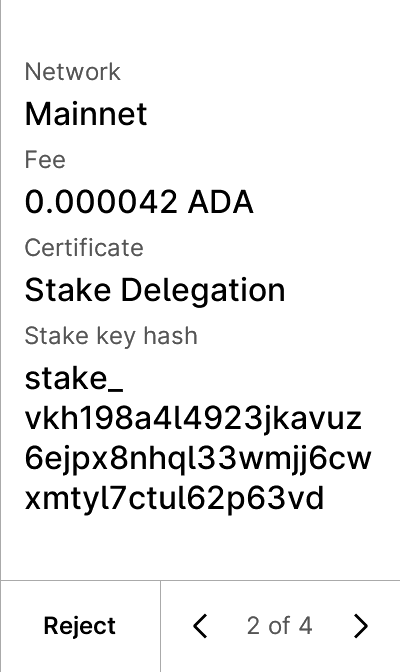 Network
Mainnet
Fee
0.000042 ADA
Certificate
Stake Delegation
Stake key hash
stake_
vkh198a4l4923jkavuz
6ejpx8nhql33wmjj6cw
xmtyl7ctul62p63vd
Reject
2 of 4